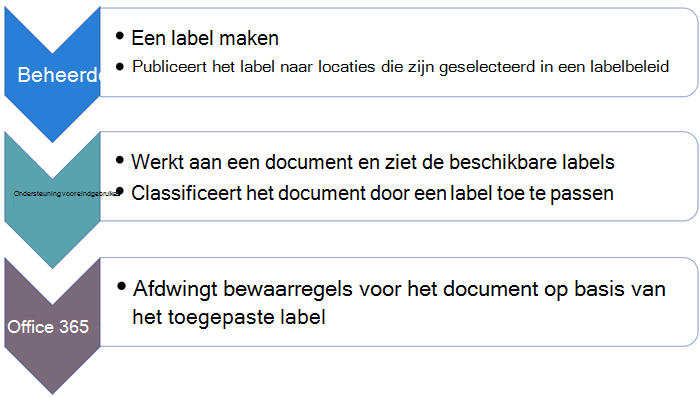 Beheerde
• Een label maken
• Publiceert het label naar locaties die zijn geselecteerd in een labelbeleid
Ondersteuning voor eindgebruikers
• Werkt aan een document en ziet de beschikbare labels
• Classificeert het document door een label toe te passen
Office 365
• Afdwingt bewaarregels voor het document op basis van
het toegepaste label